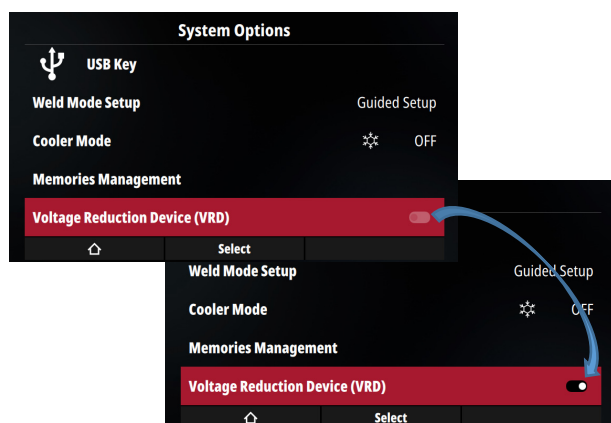 System Options
USB Key
Weld Mode Setup Guided Setup
Cooler Mode OFF
Memories Management
Voltage Reduction Device (VRD)
Select
Weld Mode Setup Guided Setup
Cooler Mode OFF
Memories Management
Voltage Reduction Device (VRD)
Select